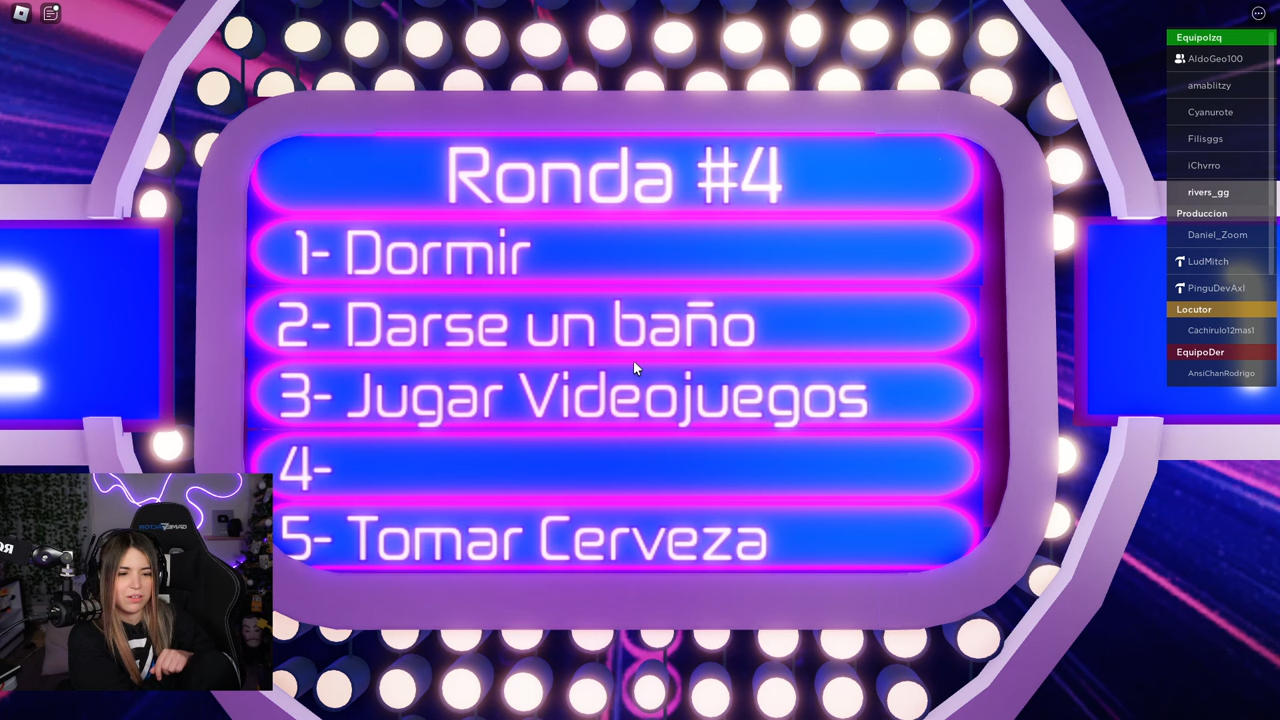 Ronda #4
1- Dormir
2- Darse un baño
3- Jugar Videojuegos
4-
5- Tomar Cerveza
EquipoIzq
AldoGeo100
amablitzy
Cyanurote
Filisggs
iChvrro
rivers_gg
Produccion
Daniel_Zoom
LudMitch
PinguDevAxl
Locutor
Cachirulo12mas1
EquipoDer
AnsiChanRodrigo